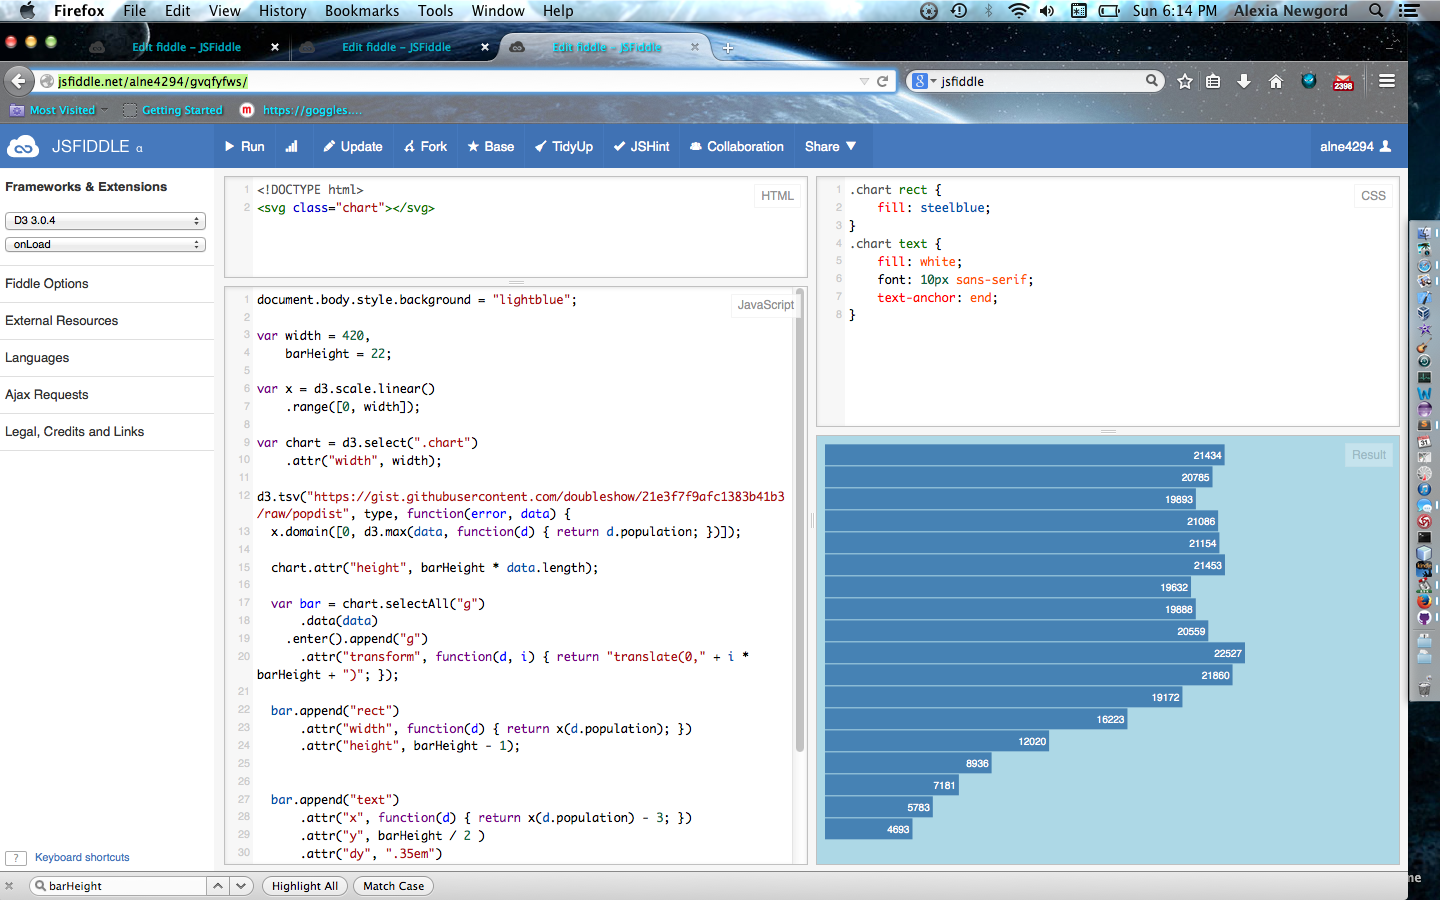 Firefox File Edit View History Bookmarks Tools Window Help Sun 6:14 PM Alexia Newgord
Edit fiddle – JSFiddle Edit fiddle – JSFiddle Edit fiddle – JSFiddle
jsfiddle.net/alne4294/gvqfyfws/ jsfiddle 2398
Most Visited Getting Started https://goggles....
JSFIDDLE α Run Update Fork Base TidyUp JSHint Collaboration Share alne4294
Frameworks & Extensions
D3 3.0.4
onLoad
Fiddle Options
External Resources
Languages
Ajax Requests
Legal, Credits and Links
? Keyboard shortcuts
HTML
1 <!DOCTYPE html>
2 <svg class="chart"></svg>
JavaScript
1 document.body.style.background = "lightblue";
2
3 var width = 420,
4     barHeight = 22;
5
6 var x = d3.scale.linear()
7     .range([0, width]);
8
9 var chart = d3.select(".chart")
10     .attr("width", width);
11
12 d3.tsv("https://gist.githubusercontent.com/doubleshow/21e3f7f9afc1383b41b3
/raw/popdist", type, function(error, data) {
13   x.domain([0, d3.max(data, function(d) { return d.population; })]);
14
15   chart.attr("height", barHeight * data.length);
16
17   var bar = chart.selectAll("g")
18       .data(data)
19     .enter().append("g")
20       .attr("transform", function(d, i) { return "translate(0," + i *
barHeight + ")"; });
21
22   bar.append("rect")
23       .attr("width", function(d) { return x(d.population); })
24       .attr("height", barHeight - 1);
25
26
27   bar.append("text")
28       .attr("x", function(d) { return x(d.population) - 3; })
29       .attr("y", barHeight / 2 )
30       .attr("dy", ".35em")
CSS
1 .chart rect {
2     fill: steelblue;
3 }
4 .chart text {
5     fill: white;
6     font: 10px sans-serif;
7     text-anchor: end;
8 }
Result
21434
20785
19893
21086
21154
21453
19632
19888
20559
22527
21860
19172
16223
12020
8936
7181
5783
4693
barHeight Highlight All Match Case